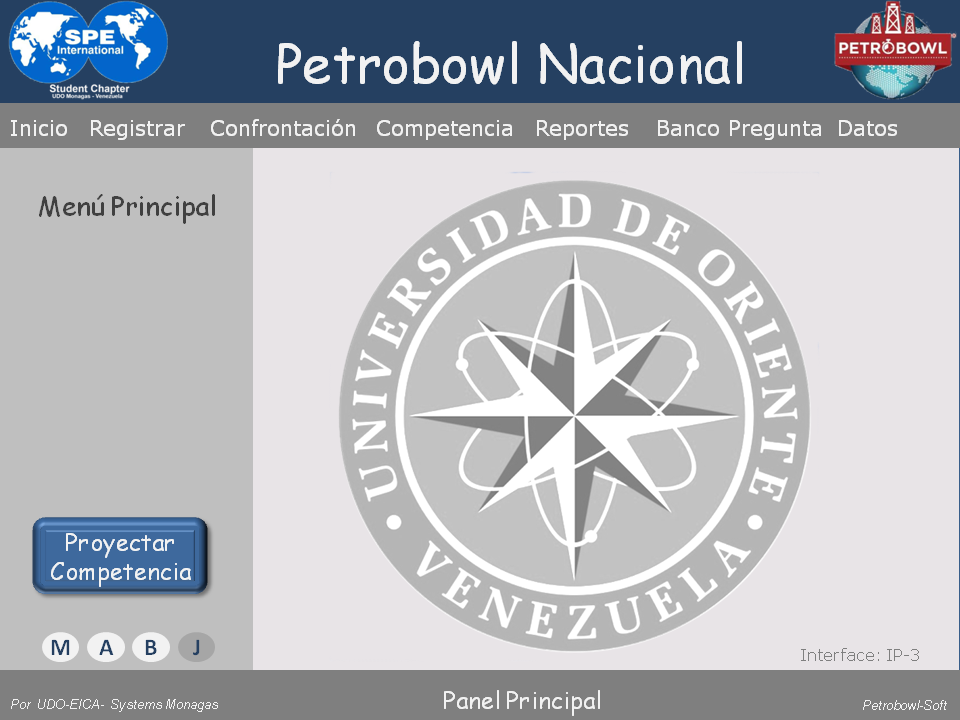 SPE
International
Student Chapter
UDO Monagas - Venezuela
Petrobowl Nacional
PETROBOWL
Inicio Registrar Confrontación Competencia Reportes Banco Pregunta Datos
Menú Principal
UNIVERSIDAD DE ORIENTE
VENEZUELA
Proyectar
Competencia
M A B J
Interface: IP-3
Por UDO-EICA- Systems Monagas
Panel Principal
Petrobowl-Soft